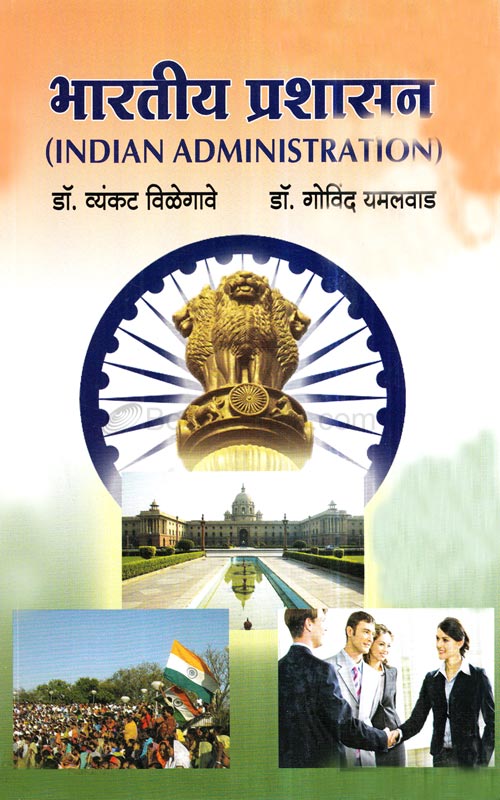 भारतीय प्रशासन
(INDIAN ADMINISTRATION)
डॉ. व्यंकट विळेगावे डॉ. गोविंद यमलवाड